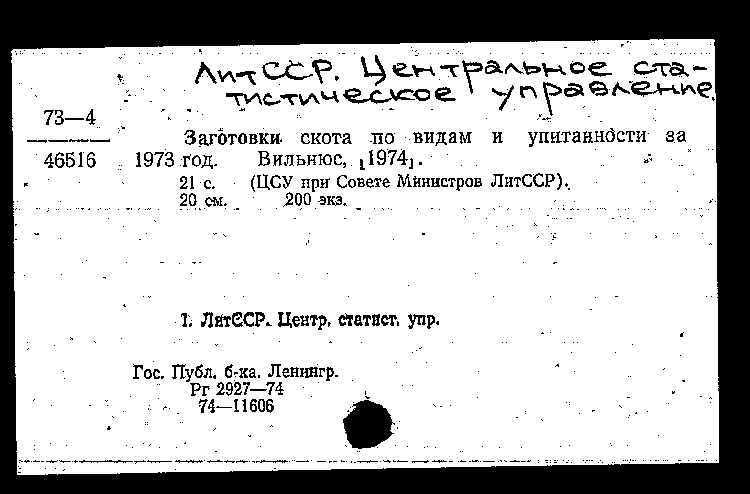 ЛитССР. Центральное ста-
тистическое управление.
73—4
46516
Заготовки скота по видам и упитанности за
1973 год. Вильнюс, [1974].
21 с. (ЦСУ при Совете Министров ЛитССР).
20 см. 200 экз.
1. ЛитССР. Центр. статист. упр.
Гос. Публ. б-ка. Ленингр.
Рг 2927—74
74—11606